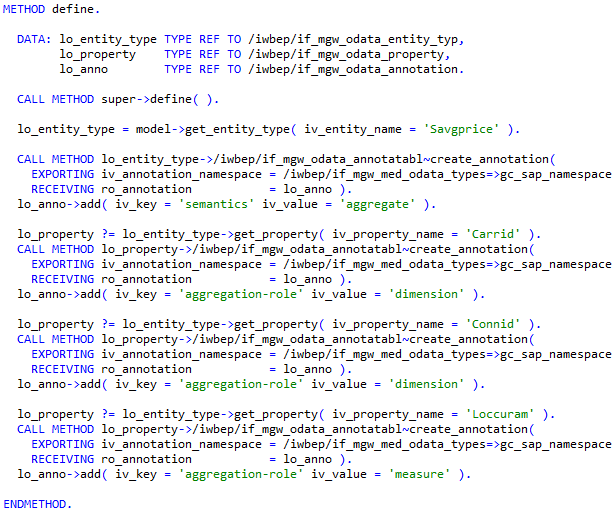 METHOD define.
DATA: lo_entity_type TYPE REF TO /iwbep/if_mgw_odata_entity_typ,
lo_property TYPE REF TO /iwbep/if_mgw_odata_property,
lo_anno TYPE REF TO /iwbep/if_mgw_odata_annotation.
CALL METHOD super->define( ).
lo_entity_type = model->get_entity_type( iv_entity_name = 'Savgprice' ).
CALL METHOD lo_entity_type->/iwbep/if_mgw_odata_annotatabl~create_annotation(
EXPORTING iv_annotation_namespace = /iwbep/if_mgw_med_odata_types=>gc_sap_namespace
RECEIVING ro_annotation = lo_anno ).
lo_anno->add( iv_key = 'semantics' iv_value = 'aggregate' ).
lo_property ?= lo_entity_type->get_property( iv_property_name = 'Carrid' ).
CALL METHOD lo_property->/iwbep/if_mgw_odata_annotatabl~create_annotation(
EXPORTING iv_annotation_namespace = /iwbep/if_mgw_med_odata_types=>gc_sap_namespace
RECEIVING ro_annotation = lo_anno ).
lo_anno->add( iv_key = 'aggregation-role' iv_value = 'dimension' ).
lo_property ?= lo_entity_type->get_property( iv_property_name = 'Connid' ).
CALL METHOD lo_property->/iwbep/if_mgw_odata_annotatabl~create_annotation(
EXPORTING iv_annotation_namespace = /iwbep/if_mgw_med_odata_types=>gc_sap_namespace
RECEIVING ro_annotation = lo_anno ).
lo_anno->add( iv_key = 'aggregation-role' iv_value = 'dimension' ).
lo_property ?= lo_entity_type->get_property( iv_property_name = 'Loccuram' ).
CALL METHOD lo_property->/iwbep/if_mgw_odata_annotatabl~create_annotation(
EXPORTING iv_annotation_namespace = /iwbep/if_mgw_med_odata_types=>gc_sap_namespace
RECEIVING ro_annotation = lo_anno ).
lo_anno->add( iv_key = 'aggregation-role' iv_value = 'measure' ).
ENDMETHOD.